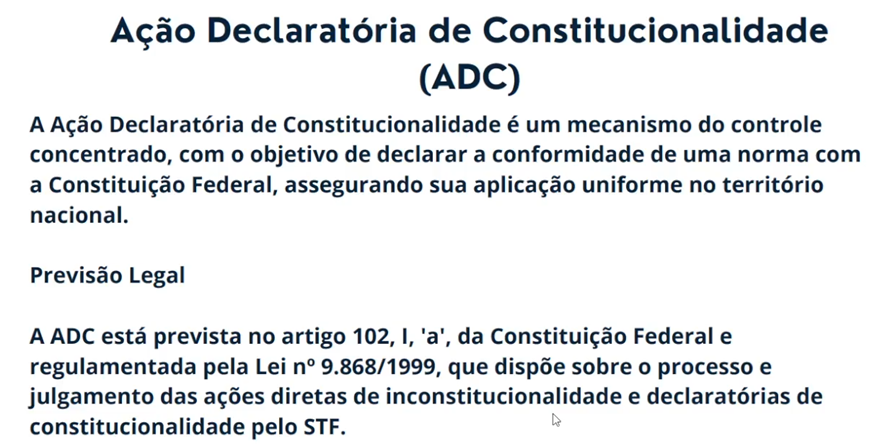 Ação Declaratória de Constitucionalidade
(ADC)
A Ação Declaratória de Constitucionalidade é um mecanismo do controle
concentrado, com o objetivo de declarar a conformidade de uma norma com
a Constituição Federal, assegurando sua aplicação uniforme no território
nacional.
Previsão Legal
A ADC está prevista no artigo 102, I, 'a', da Constituição Federal e
regulamentada pela Lei nº 9.868/1999, que dispõe sobre o processo e
julgamento das ações diretas de inconstitucionalidade e declaratórias de
constitucionalidade pelo STF.